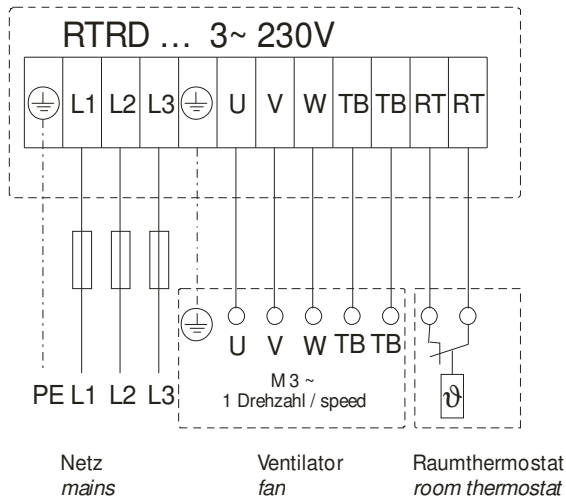 RTRD ... 3~ 230V
L1 L2 L3 U V W TB TB RT RT
U V W TB TB
M 3 ~
1 Drehzahl / speed
ϑ
PE L1 L2 L3
Netz Ventilator Raumthermostat
mains fan room thermostat